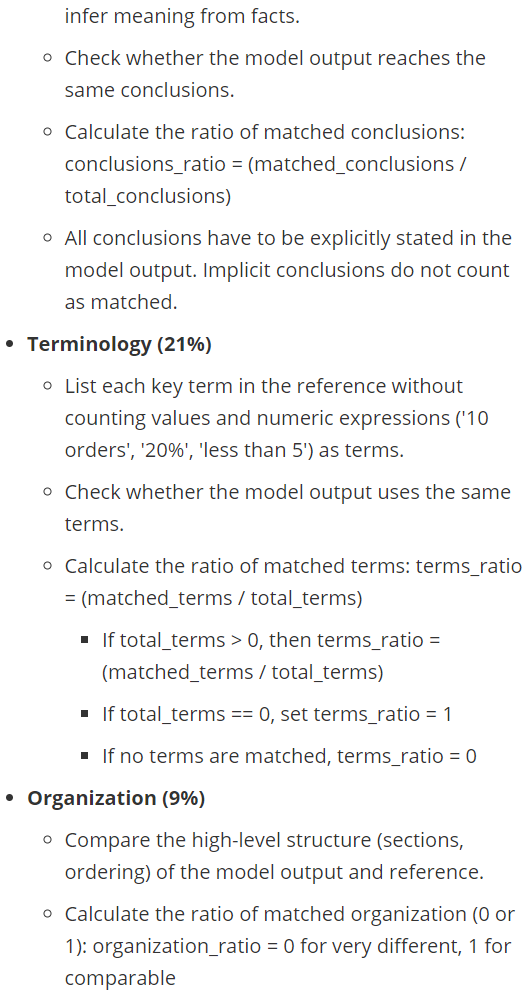 infer meaning from facts.
Check whether the model output reaches the
same conclusions.
Calculate the ratio of matched conclusions:
conclusions_ratio = (matched_conclusions /
total_conclusions)
All conclusions have to be explicitly stated in the
model output. Implicit conclusions do not count
as matched.
Terminology (21%)
List each key term in the reference without
counting values and numeric expressions ('10
orders', '20%', 'less than 5') as terms.
Check whether the model output uses the same
terms.
Calculate the ratio of matched terms: terms_ratio
= (matched_terms / total_terms)
If total_terms > 0, then terms_ratio =
(matched_terms / total_terms)
If total_terms == 0, set terms_ratio = 1
If no terms are matched, terms_ratio = 0
Organization (9%)
Compare the high-level structure (sections,
ordering) of the model output and reference.
Calculate the ratio of matched organization (0 or
1): organization_ratio = 0 for very different, 1 for
comparable